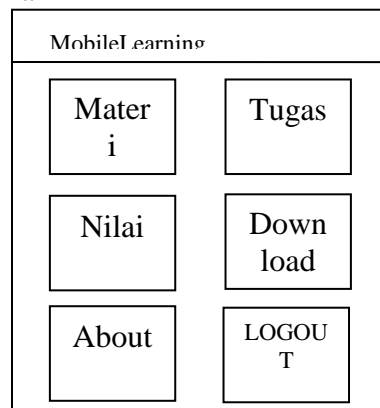 MobileLearning
Mater
i
Tugas
Nilai
Down
load
About
LOGOU
T